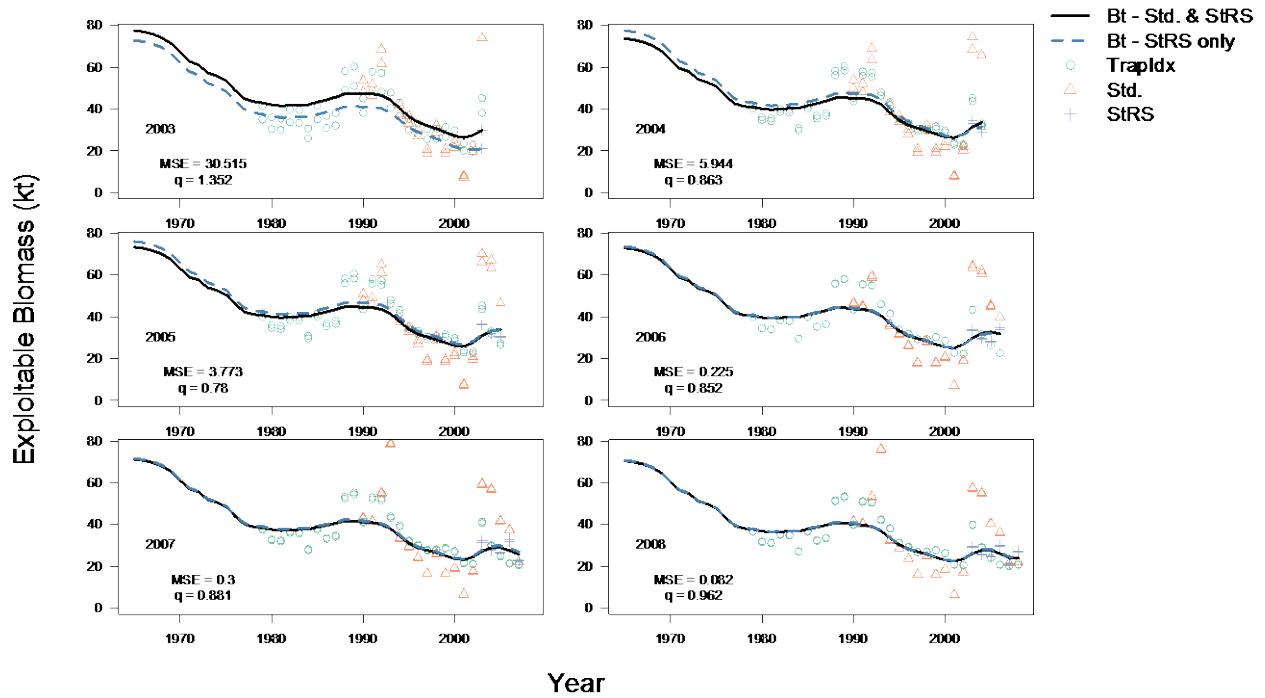 Bt - Std. & StRS
Bt - StRS only
TrapIdx
Std.
StRS
Exploitable Biomass (kt)
80
60
40
20
0
2003
MSE = 30.515
q = 1.352
1970 1980 1990 2000
80
60
40
20
0
2004
MSE = 5.944
q = 0.863
1970 1980 1990 2000
80
60
40
20
0
2005
MSE = 3.773
q = 0.78
1970 1980 1990 2000
80
60
40
20
0
2006
MSE = 0.225
q = 0.852
1970 1980 1990 2000
80
60
40
20
0
2007
MSE = 0.3
q = 0.881
1970 1980 1990 2000
80
60
40
20
0
2008
MSE = 0.082
q = 0.962
1970 1980 1990 2000
Year